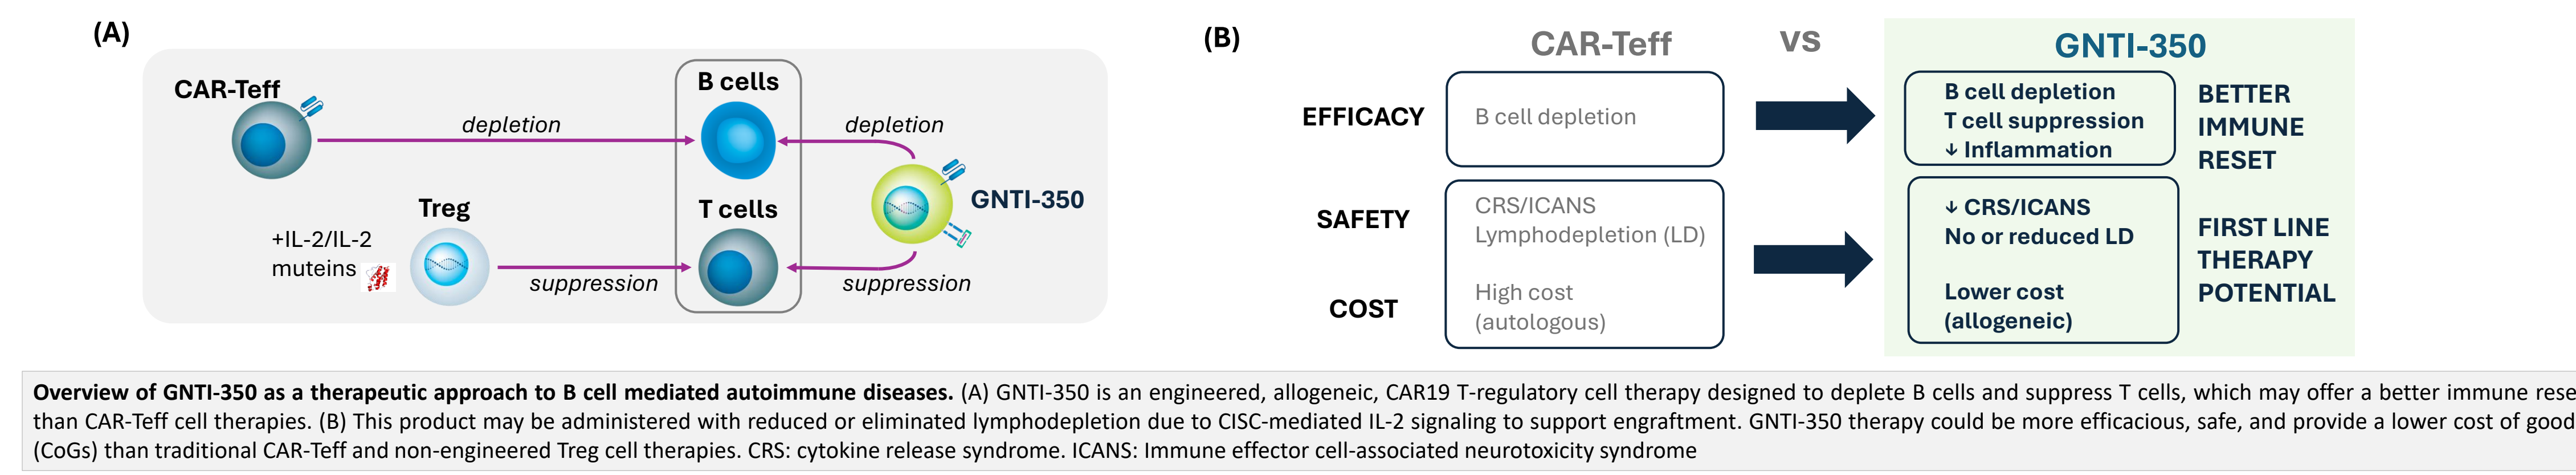 (A)
CAR-Teff
B cells
depletion
depletion
GNTI-350
Treg
T cells
+IL-2/IL-2
muteins
suppression
suppression
(B)
CAR-Teff
VS
GNTI-350
EFFICACY
B cell depletion
B cell depletion
T cell suppression
↓ Inflammation
BETTER
IMMUNE
RESET
SAFETY
CRS/ICANS
Lymphodepletion (LD)
↓ CRS/ICANS
No or reduced LD
FIRST LINE
THERAPY
POTENTIAL
COST
High cost
(autologous)
Lower cost
(allogeneic)
Overview of GNTI-350 as a therapeutic approach to B cell mediated autoimmune diseases. (A) GNTI-350 is an engineered, allogeneic, CAR19 T-regulatory cell therapy designed to deplete B cells and suppress T cells, which may offer a better immune rese
than CAR-Teff cell therapies. (B) This product may be administered with reduced or eliminated lymphodepletion due to CISC-mediated IL-2 signaling to support engraftment. GNTI-350 therapy could be more efficacious, safe, and provide a lower cost of good
(CoGs) than traditional CAR-Teff and non-engineered Treg cell therapies. CRS: cytokine release syndrome. ICANS: Immune effector cell-associated neurotoxicity syndrome